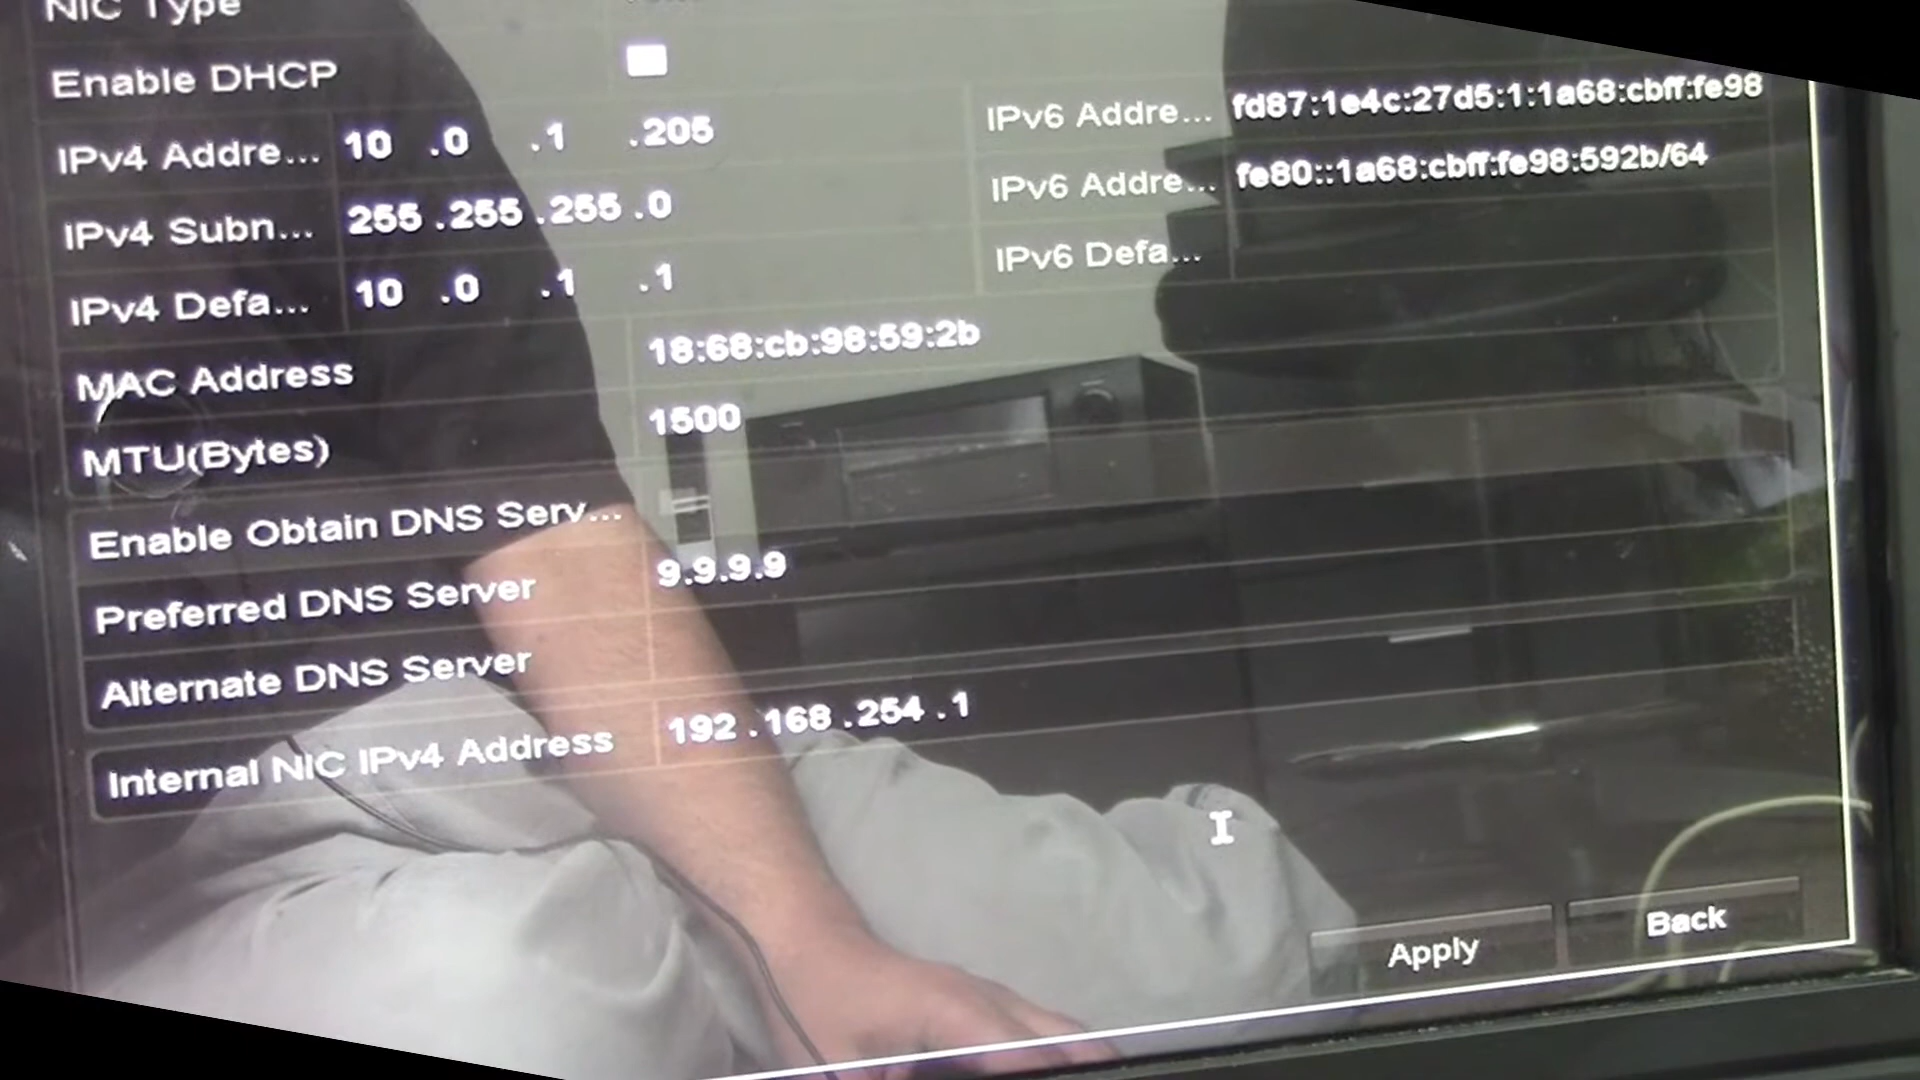 NIC Type
Enable DHCP
IPv4 Addre... 10 .0 .1 .205
IPv6 Addre... fd87:1e4c:27d5:1:1a68:cbff:fe98
IPv4 Subn... 255 .255 .255 .0
IPv6 Addre... fe80::1a68:cbff:fe98:592b/64
IPv4 Defa... 10 .0 .1 .1
IPv6 Defa...
MAC Address 18:68:cb:98:59:2b
MTU(Bytes) 1500
Enable Obtain DNS Serv...
Preferred DNS Server 9.9.9.9
Alternate DNS Server
Internal NIC IPv4 Address 192 .168 .254 .1
Apply
Back